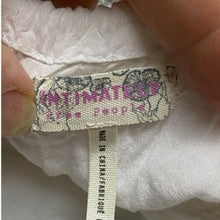 INTIMATELY
Free People
MADE IN CHINA/FABRIQUÉ